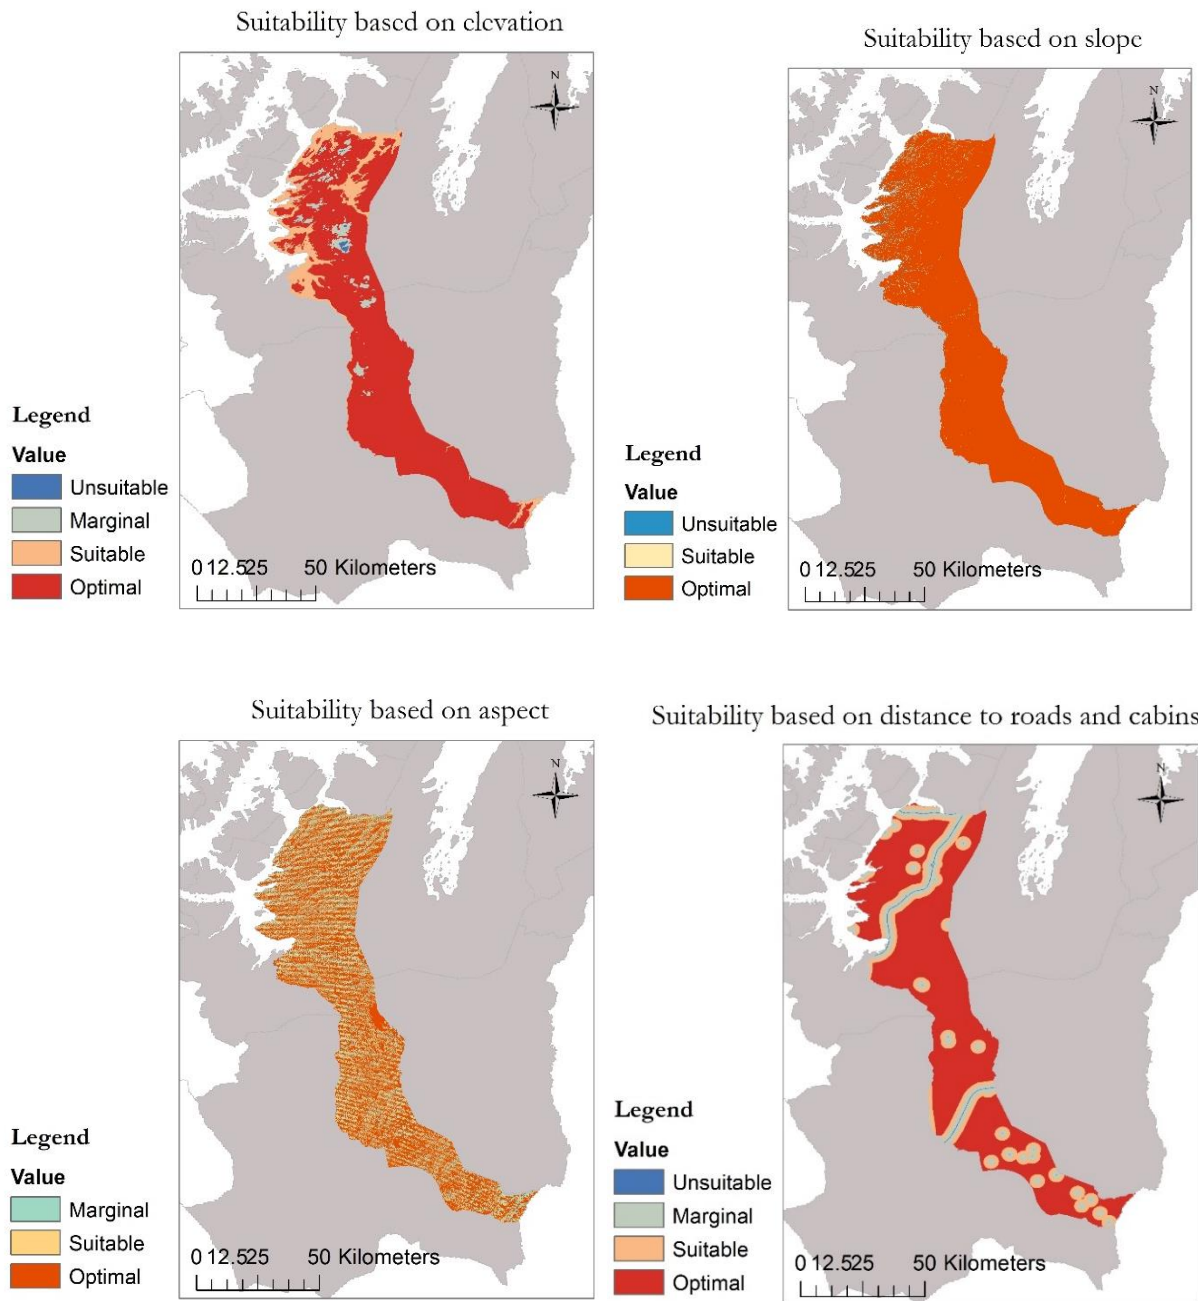 Suitability based on elevation
N
Legend
Value
Unsuitable
Marginal
Suitable
Optimal
0 12.525 50 Kilometers
Suitability based on slope
N
Legend
Value
Unsuitable
Suitable
Optimal
0 12.525 50 Kilometers
Suitability based on aspect
N
Legend
Value
Marginal
Suitable
Optimal
0 12.525 50 Kilometers
Suitability based on distance to roads and cabins
N
Legend
Value
Unsuitable
Marginal
Suitable
Optimal
0 12.525 50 Kilometers